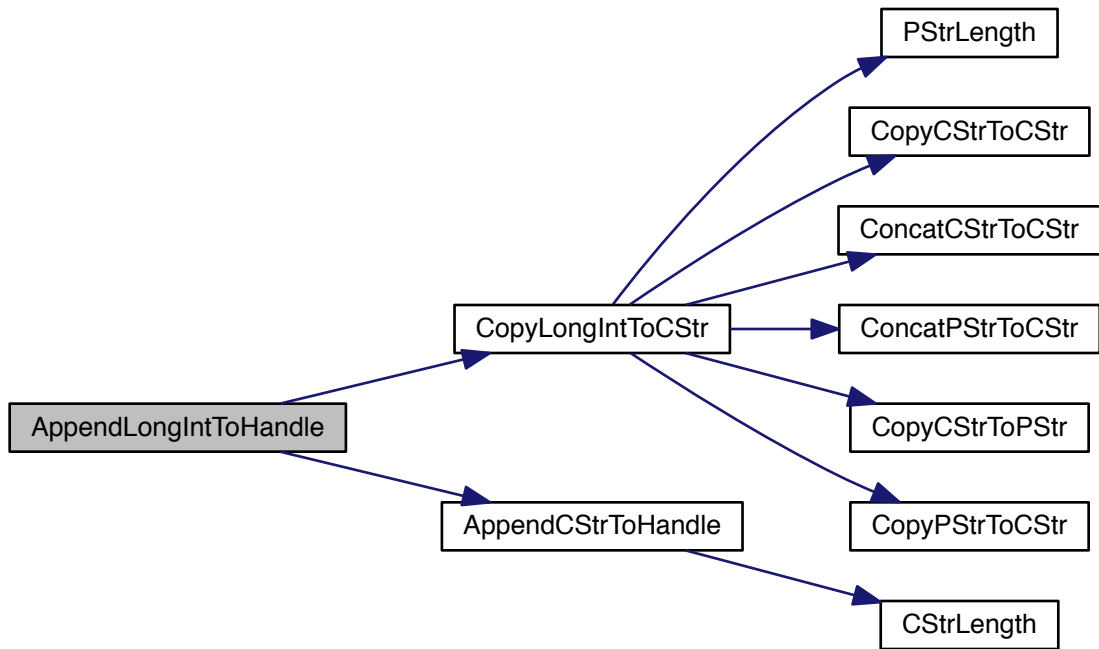 PStrLength
CopyCStrToCStr
ConcatCStrToCStr
CopyLongIntToCStr
ConcatPStrToCStr
AppendLongIntToHandle
CopyCStrToPStr
AppendCStrToHandle
CopyPStrToCStr
CStrLength